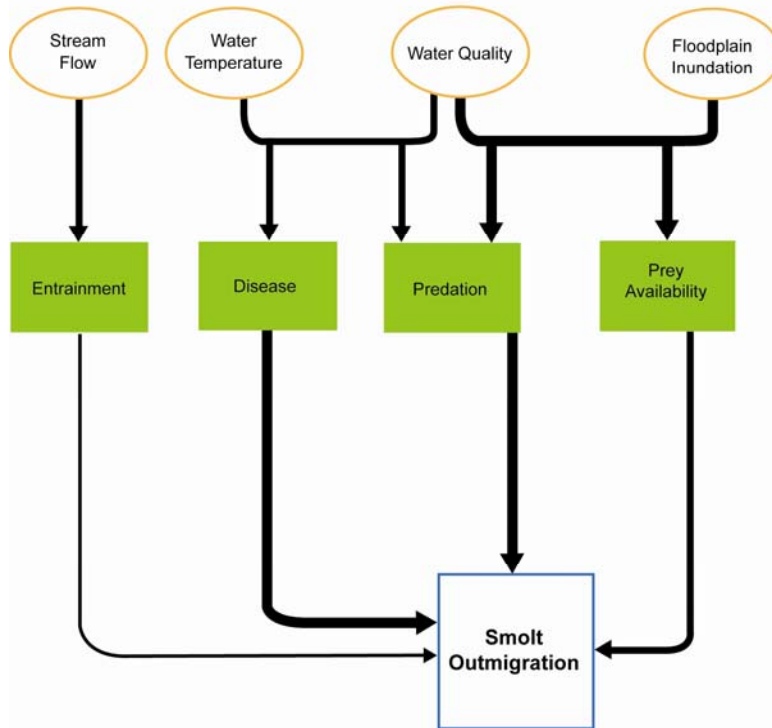 Stream
Flow
Water
Temperature
Water Quality
Floodplain
Inundation
Entrainment
Disease
Predation
Prey
Availability
Smolt
Outmigration